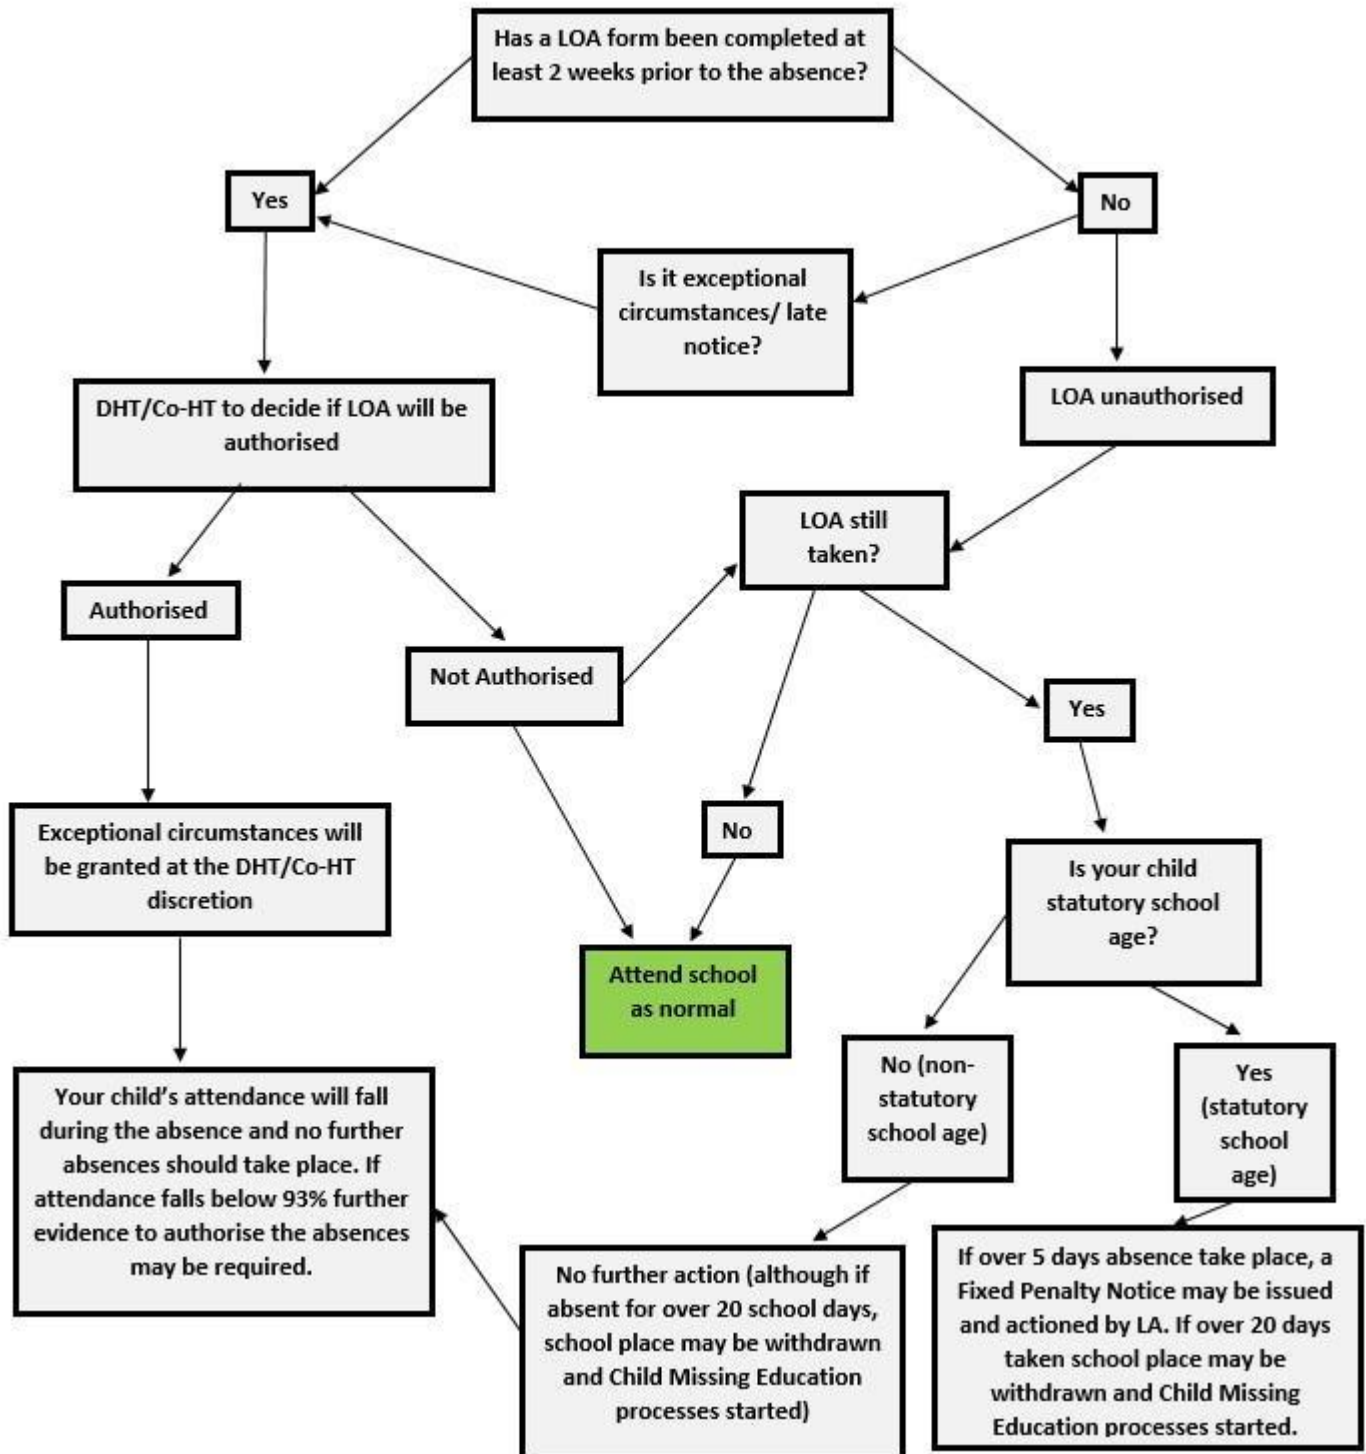 Has a LOA form been completed at
least 2 weeks prior to the absence?
Yes
No
Is it exceptional
circumstances/ late
notice?
DHT/Co-HT to decide if LOA will be
authorised
LOA unauthorised
LOA still
taken?
Authorised
Not Authorised
Yes
No
Exceptional circumstances will
be granted at the DHT/Co-HT
discretion
Is your child
statutory school
age?
Attend school
as normal
No (non-
statutory
school age)
Yes
(statutory
school
age)
Your child’s attendance will fall
during the absence and no further
absences should take place. If
attendance falls below 93% further
evidence to authorise the absences
may be required.
No further action (although if
absent for over 20 school days,
school place may be withdrawn
and Child Missing Education
processes started)
If over 5 days absence take place, a
Fixed Penalty Notice may be issued
and actioned by LA. If over 20 days
taken school place may be
withdrawn and Child Missing
Education processes started.